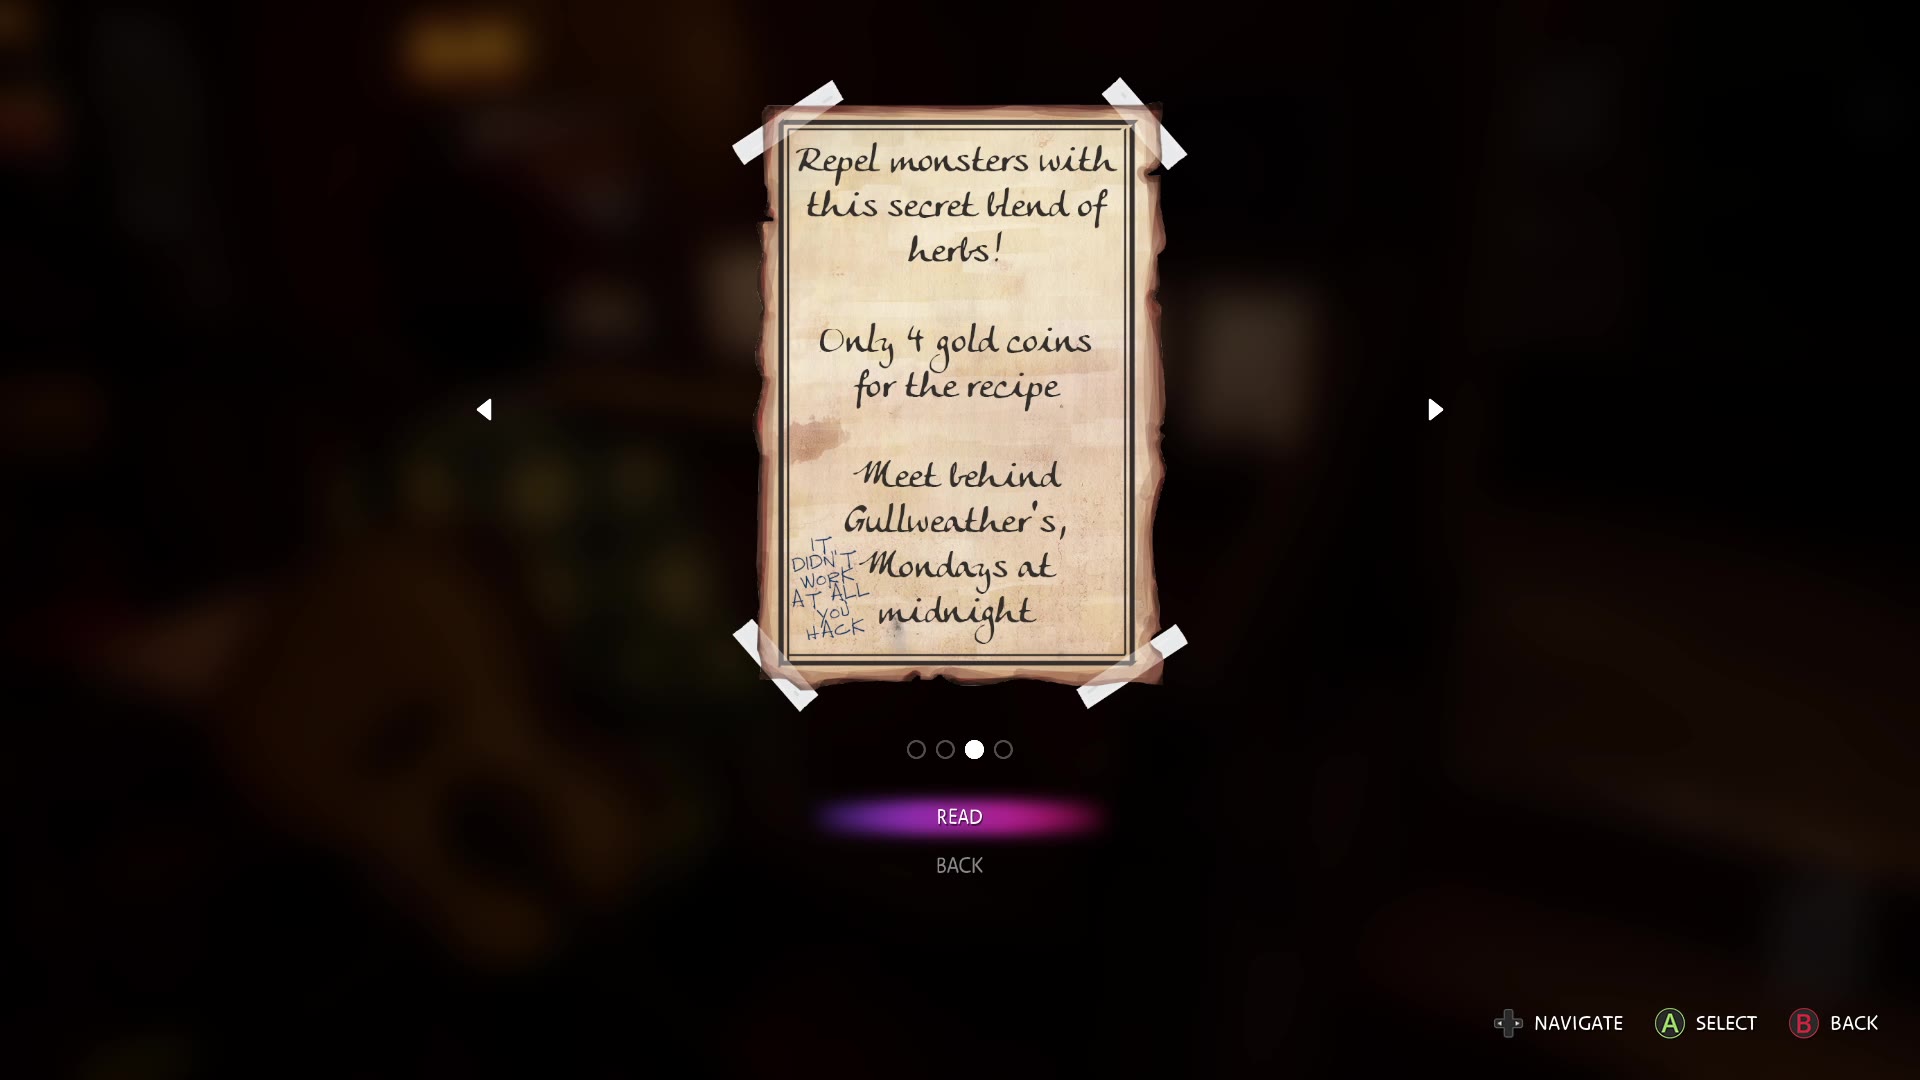 Repel monsters with
this secret blend of
herbs!
Only 4 gold coins
for the recipe
Meet behind
Gullweather's,
Mondays at
midnight
IT
DIDN'T
WORK
AT ALL
YOU
HACK
READ
BACK
NAVIGATE A SELECT B BACK